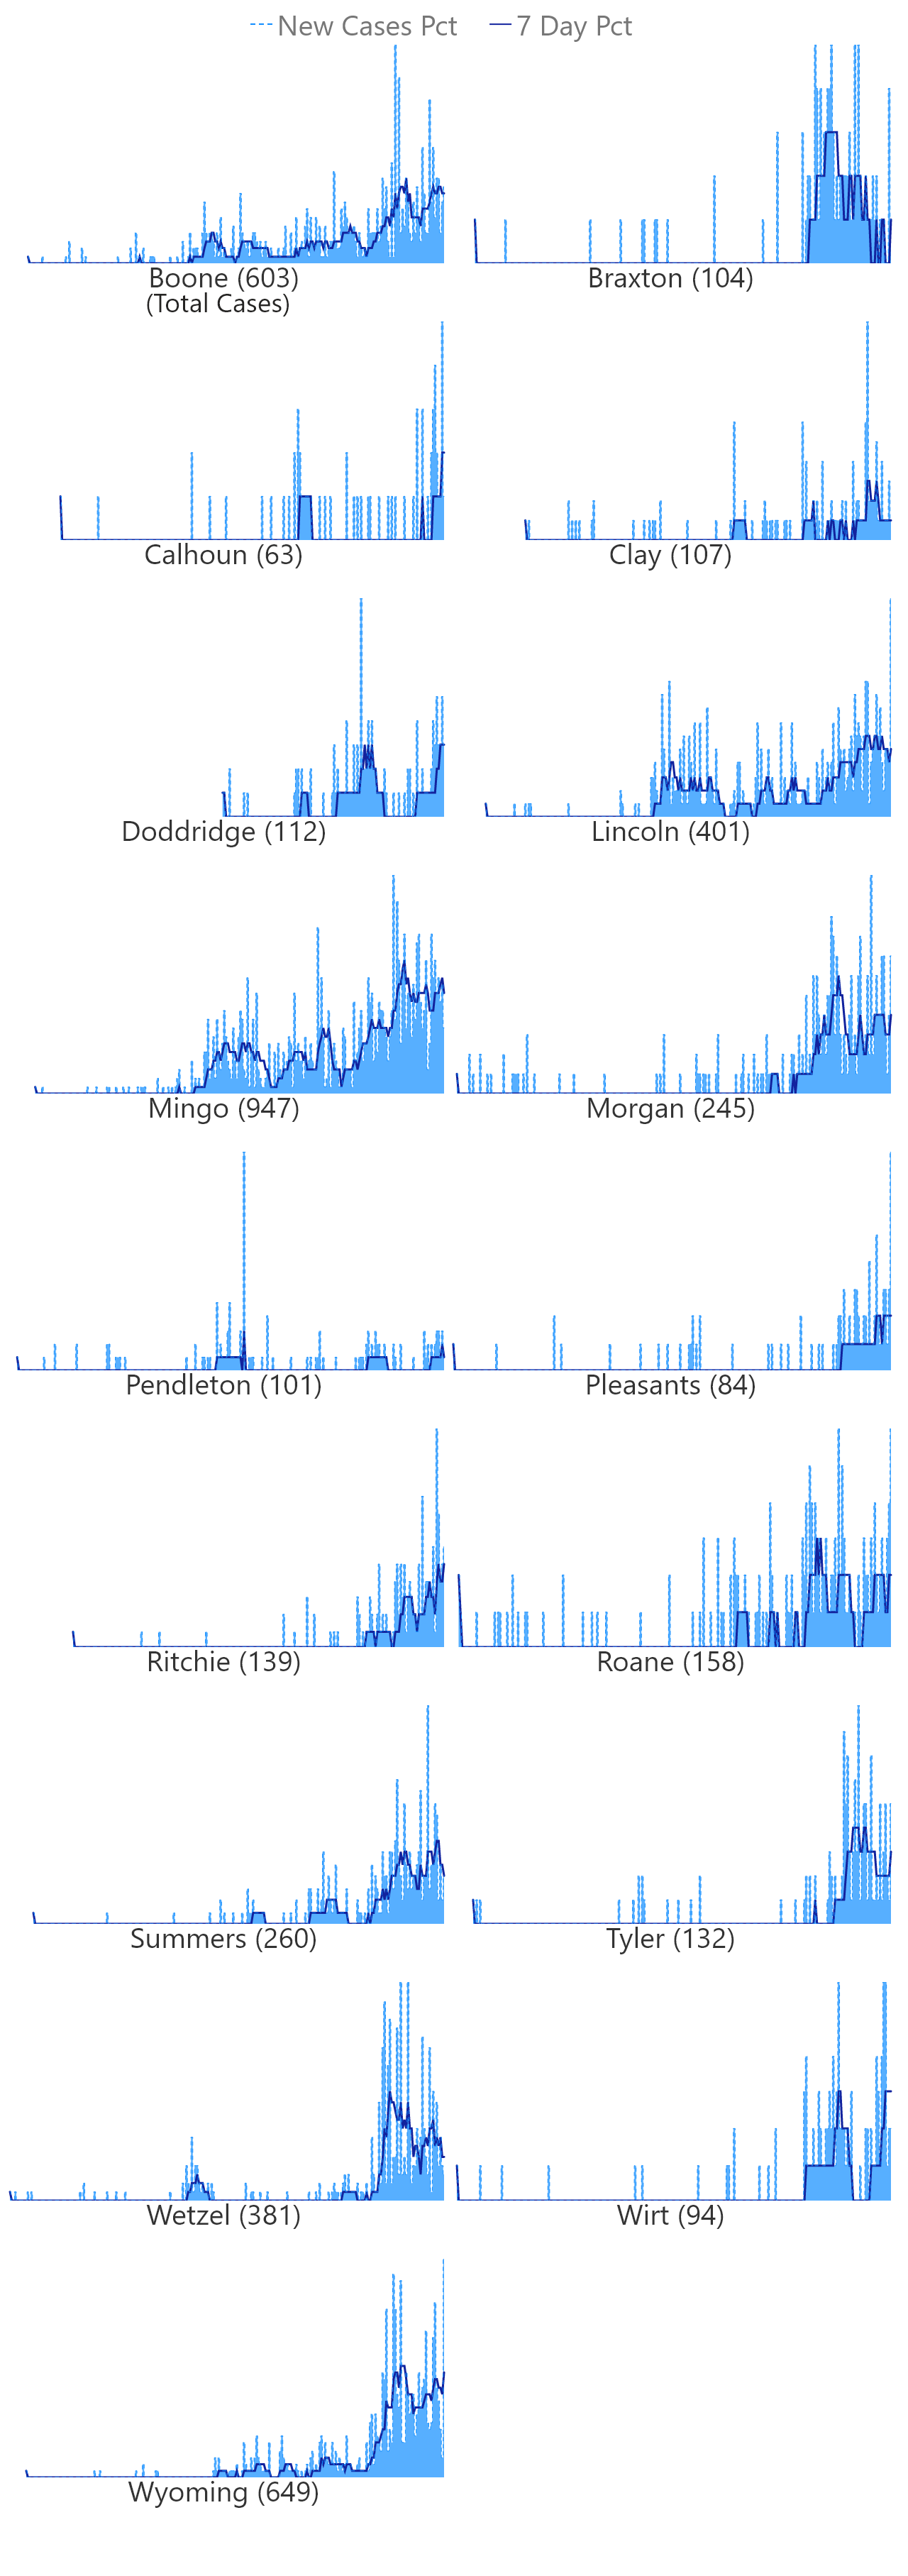 New Cases Pct 7 Day Pct
Boone (603) Braxton (104)
(Total Cases)
Calhoun (63) Clay (107)
Doddridge (112) Lincoln (401)
Mingo (947) Morgan (245)
Pendleton (101) Pleasants (84)
Ritchie (139) Roane (158)
Summers (260) Tyler (132)
Wetzel (381) Wirt (94)
Wyoming (649)